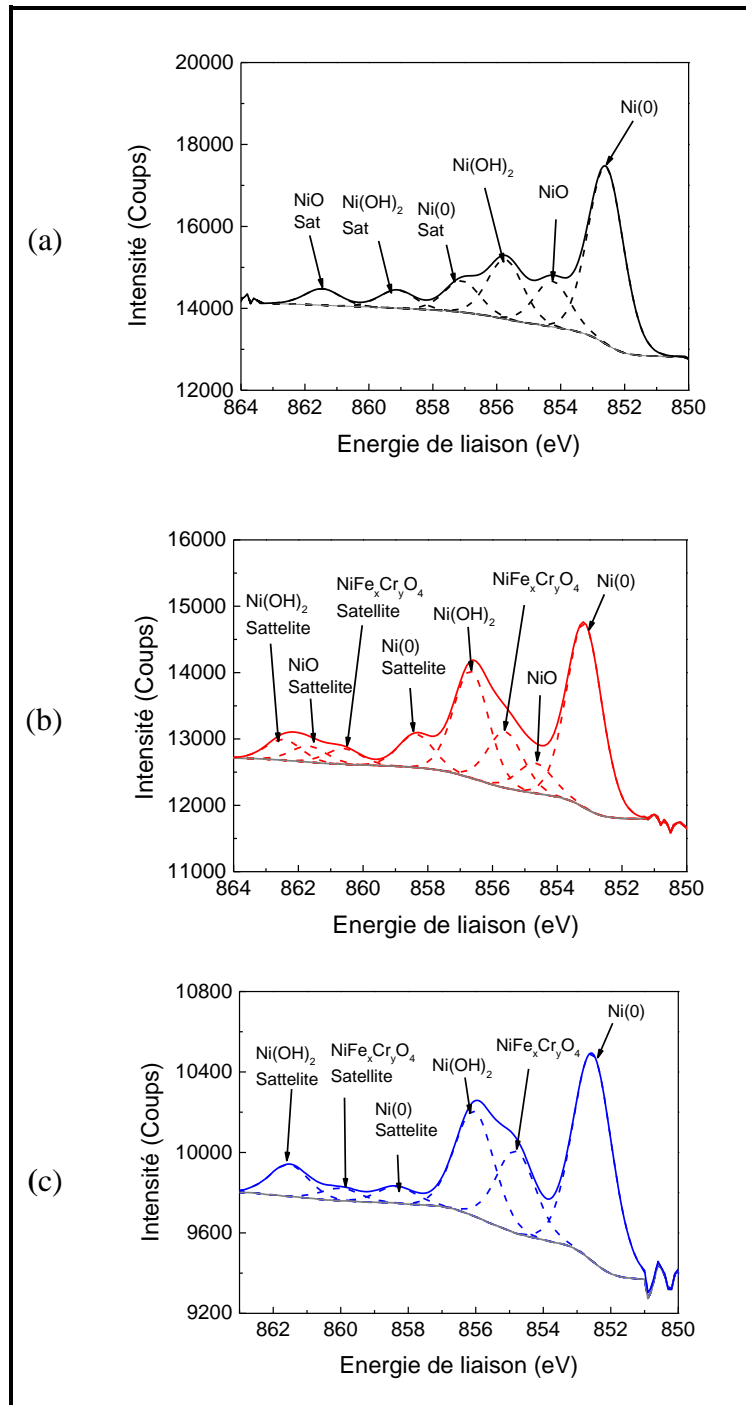 (a)
20000
18000
16000
14000
12000
Intensité (Coups)
NiO
Sat
Ni(OH)2
Sat
Ni(0)
Sat
Ni(OH)2
NiO
Ni(0)
864 862 860 858 856 854 852 850
Energie de liaison (eV)
(b)
16000
15000
14000
13000
12000
11000
Intensité (Coups)
Ni(OH)2
Sattelite
NiO
Sattelite
NiFexCryO4
Satellite
Ni(0)
Sattelite
Ni(OH)2
NiFexCryO4
NiO
Ni(0)
864 862 860 858 856 854 852 850
Energie de liaison (eV)
(c)
10800
10400
10000
9600
9200
Intensité (Coups)
Ni(OH)2
Sattelite
NiFexCryO4
Satellite
Ni(0)
Sattelite
Ni(OH)2
NiFexCryO4
Ni(0)
862 860 858 856 854 852 850
Energie de liaison (eV)